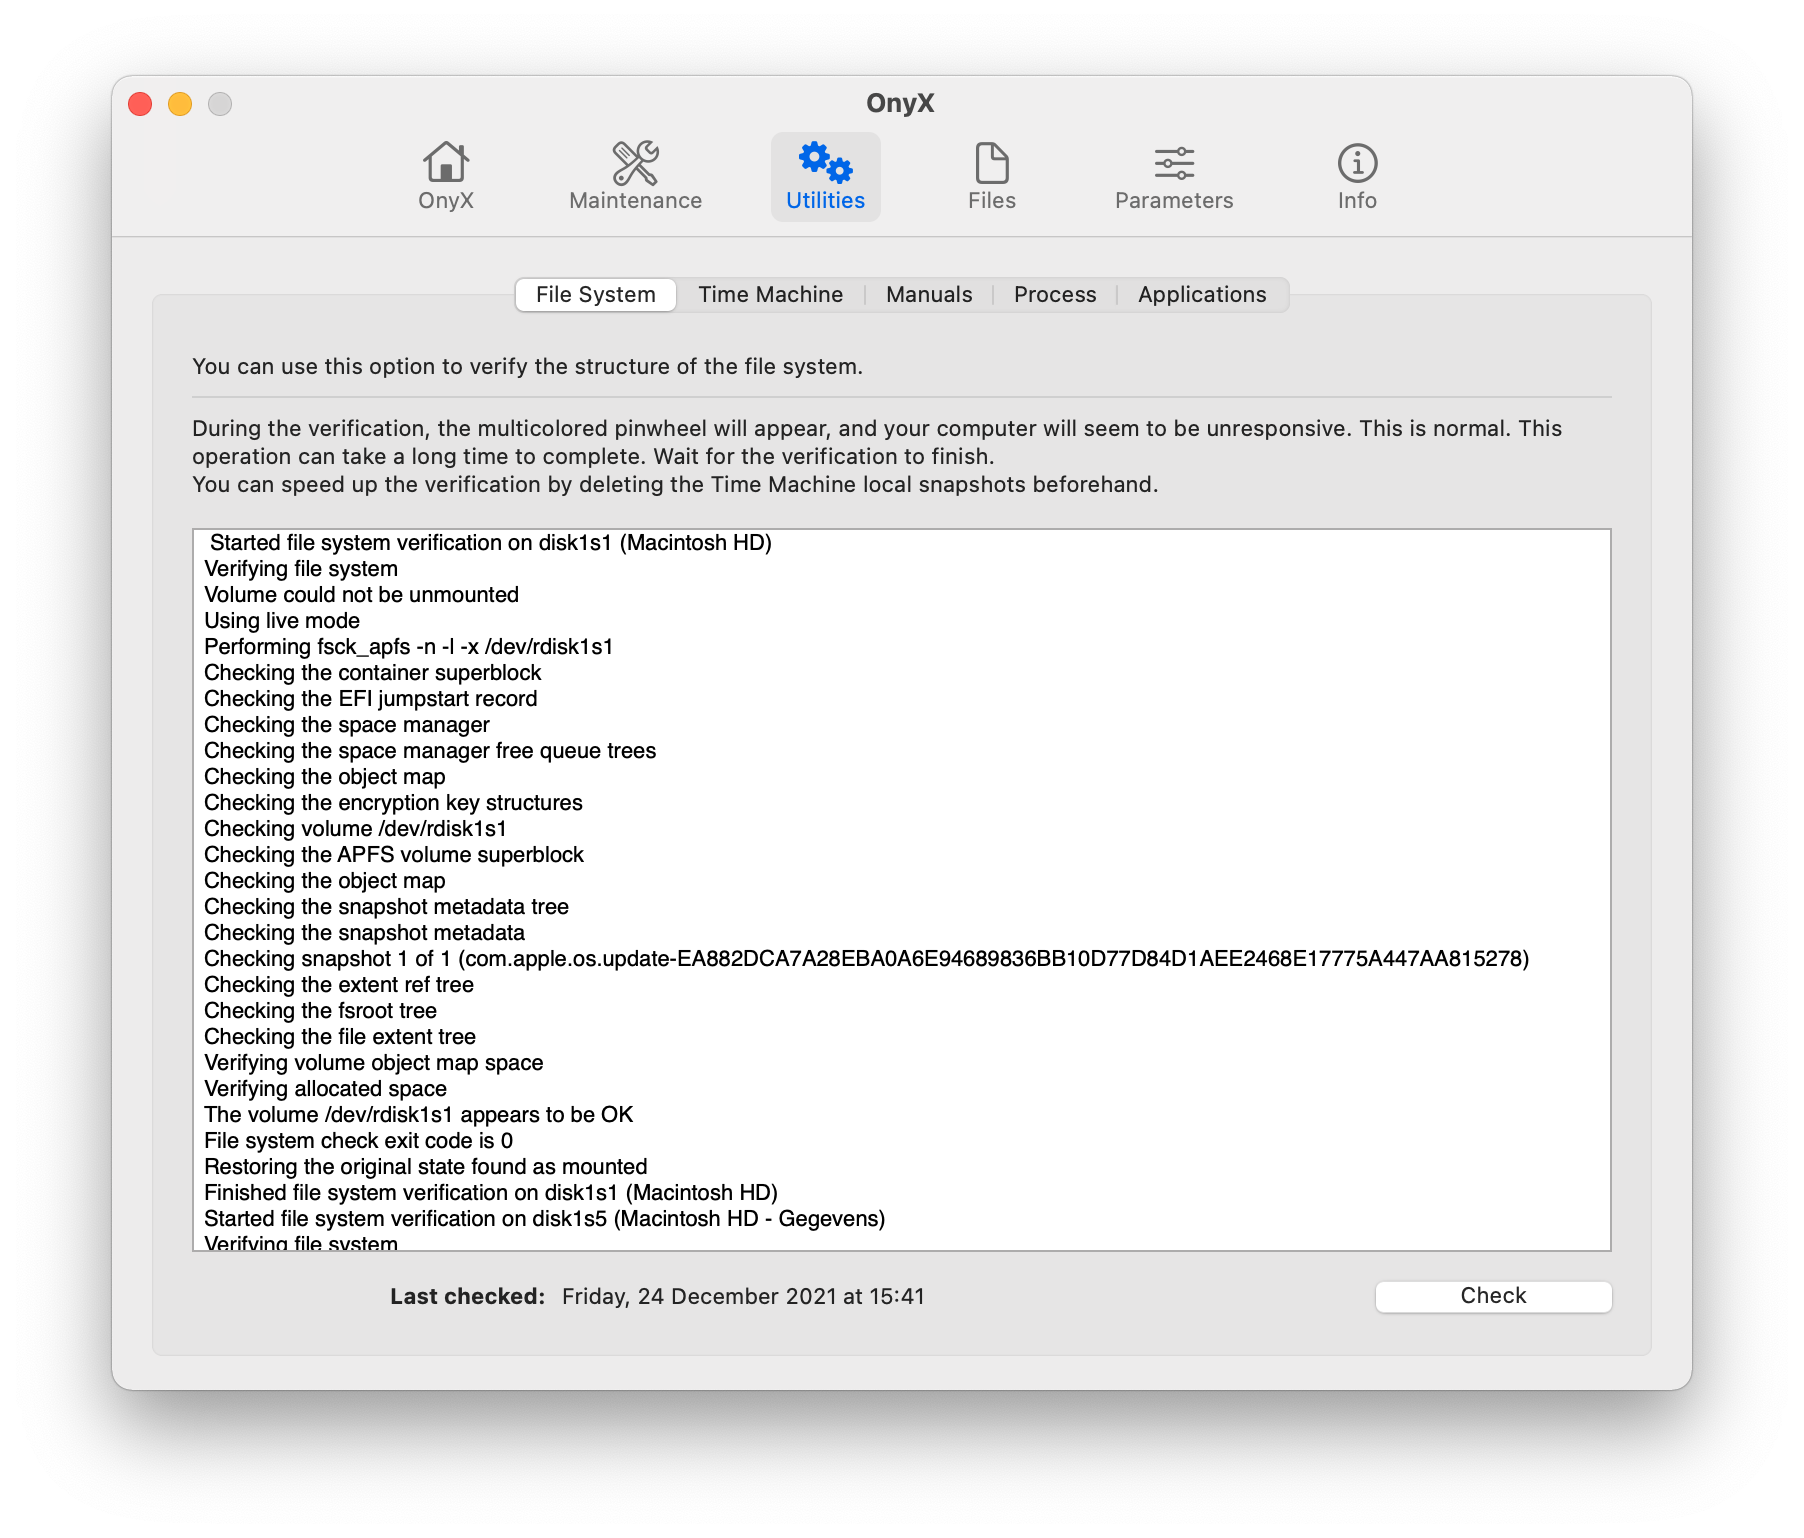 OnyX
OnyX
Maintenance
Utilities
Files
Parameters
Info
File System
Time Machine
Manuals
Process
Applications
You can use this option to verify the structure of the file system.
During the verification, the multicolored pinwheel will appear, and your computer will seem to be unresponsive. This is normal. This
operation can take a long time to complete. Wait for the verification to finish.
You can speed up the verification by deleting the Time Machine local snapshots beforehand.
Started file system verification on disk1s1 (Macintosh HD)
Verifying file system
Volume could not be unmounted
Using live mode
Performing fsck_apfs -n -l -x /dev/rdisk1s1
Checking the container superblock
Checking the EFI jumpstart record
Checking the space manager
Checking the space manager free queue trees
Checking the object map
Checking the encryption key structures
Checking volume /dev/rdisk1s1
Checking the APFS volume superblock
Checking the object map
Checking the snapshot metadata tree
Checking the snapshot metadata
Checking snapshot 1 of 1 (com.apple.os.update-EA882DCA7A28EBA0A6E94689836BB10D77D84D1AEE2468E17775A447AA815278)
Checking the extent ref tree
Checking the fsroot tree
Checking the file extent tree
Verifying volume object map space
Verifying allocated space
The volume /dev/rdisk1s1 appears to be OK
File system check exit code is 0
Restoring the original state found as mounted
Finished file system verification on disk1s1 (Macintosh HD)
Started file system verification on disk1s5 (Macintosh HD - Gegevens)
Verifying file system
Last checked: Friday, 24 December 2021 at 15:41
Check